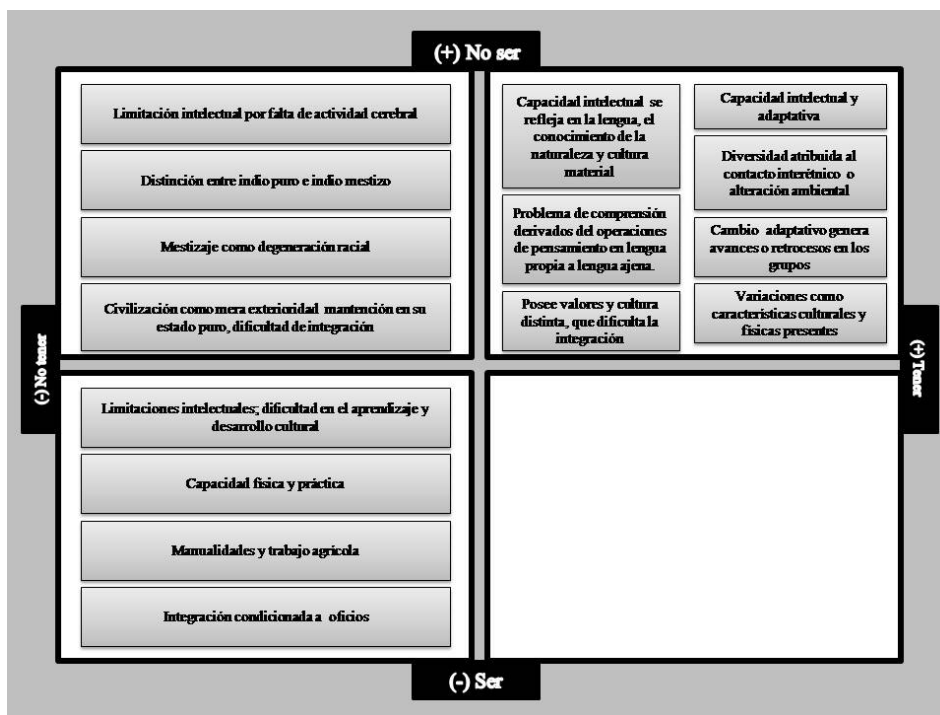 (+) No ser
Limitación intelectual por falta de actividad cerebral
Distinción entre indio puro e indio mestizo
Mestizaje como degeneración racial
Civilización como mera exterioridad mantención en su
estado puro, dificultad de integración
Capacidad intelectual se
refleja en la lengua, el
conocimiento de la
naturaleza y cultura
material
Problema de comprensión
derivados del operaciones
de pensamiento en lengua
propia a lengua ajena.
Posee valores y cultura
distinta, que dificulta la
integración
Capacidad intelectual y
adaptativa
Diversidad atribuida al
contacto interétnico o
alteración ambiental
Cambio adaptativo genera
avances o retrocesos en los
grupos
Variaciones como
características culturales y
físicas presentes
(-) No tener
(+) Tener
Limitaciones intelectuales; dificultad en el aprendizaje y
desarrollo cultural
Capacidad física y práctica
Manualidades y trabajo agrícola
Integración condicionada a oficios
(-) Ser